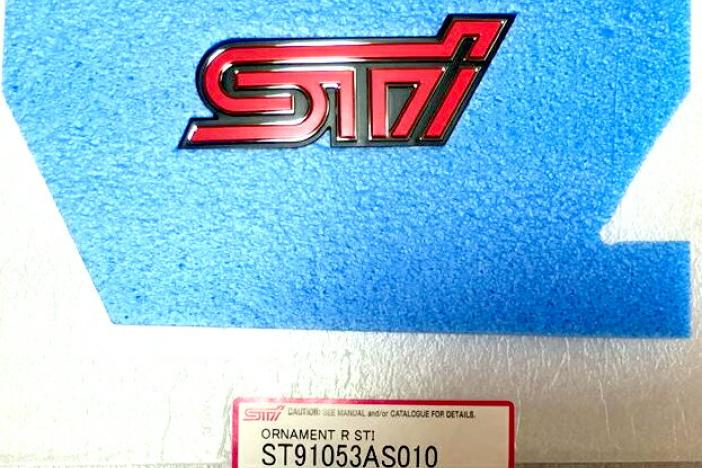 STi
STi CAUTION: SEE MANUAL and/or CATALOGUE FOR DETAILS.
ORNAMENT R STI
ST91053AS010